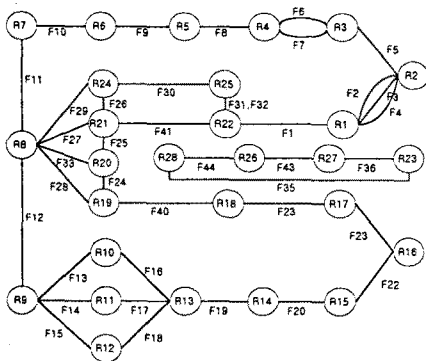 F6
R7 R6 R5 R4 R3
F10 F9 F8 F7
F5
R2
F11
R24 F30 R25
F2
F3
F29 F26 F31,F32
F4
R21 F41 R22 F1 R1
R8 F27 F25
F33 R20
R28 F44 R26 F43 R27 F36 R23
F28 F24
F35
R19 F40 R18 F23 R17
F12
F23
R10
R16
F13 F16
F22
R9 R11 R13 F19 R14 F20 R15
F14 F17
F15 F18
R12